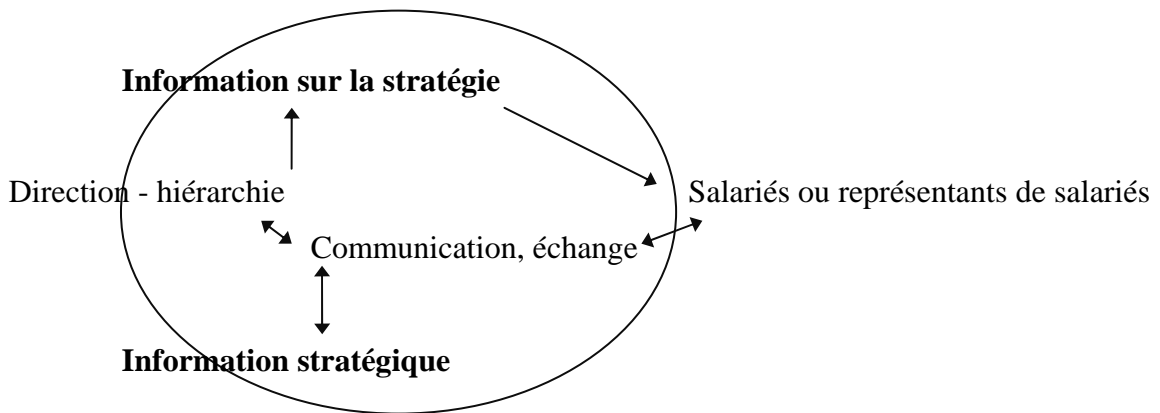 Information sur la stratégie
Direction - hiérarchie
Salariés ou représentants de salariés
Communication, échange
Information stratégique